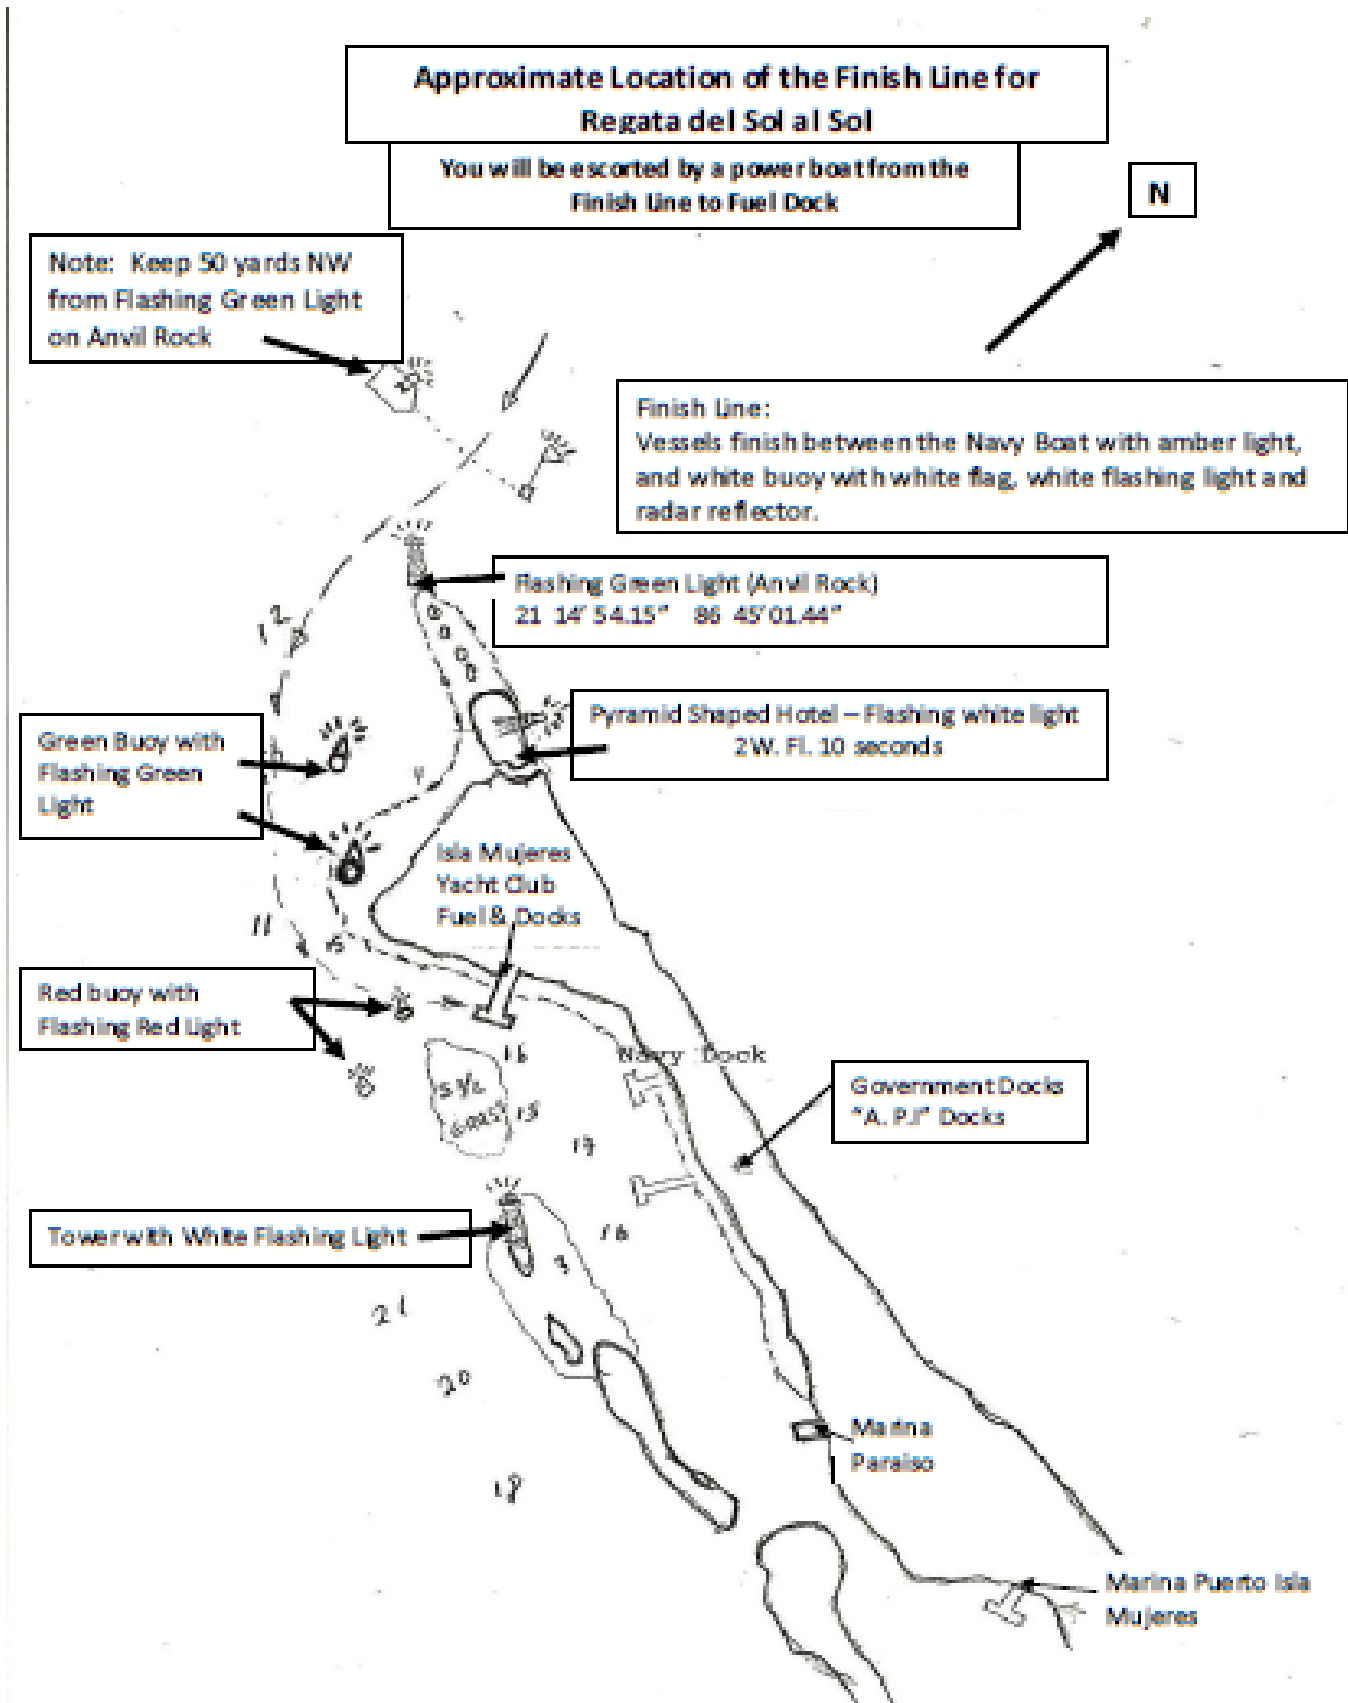 Approximate Location of the Finish Line for
Regata del Sol al Sol
You will be escorted by a power boat from the
Finish Line to Fuel Dock
N
Note: Keep 50 yards NW
from Flashing Green Light
on Anvil Rock
Finish Line:
Vessels finish between the Navy Boat with amber light,
and white buoy with white flag, white flashing light and
radar reflector.
Flashing Green Light (Anvil Rock)
21 14' 54.15" 86 45' 01.44"
12
Pyramid Shaped Hotel – Flashing white light
2W. Fl. 10 seconds
Green Buoy with
Flashing Green
Light
Isla Mujeres
Yacht Club
Fuel & Docks
11
Red buoy with
Flashing Red Light
16
Navy Dock
5 1/2
15
17
Government Docks
"A. P.I" Docks
Tower with White Flashing Light
16
3
21
20
18
Marina
Paraiso
Marina Puerto Isla
Mujeres